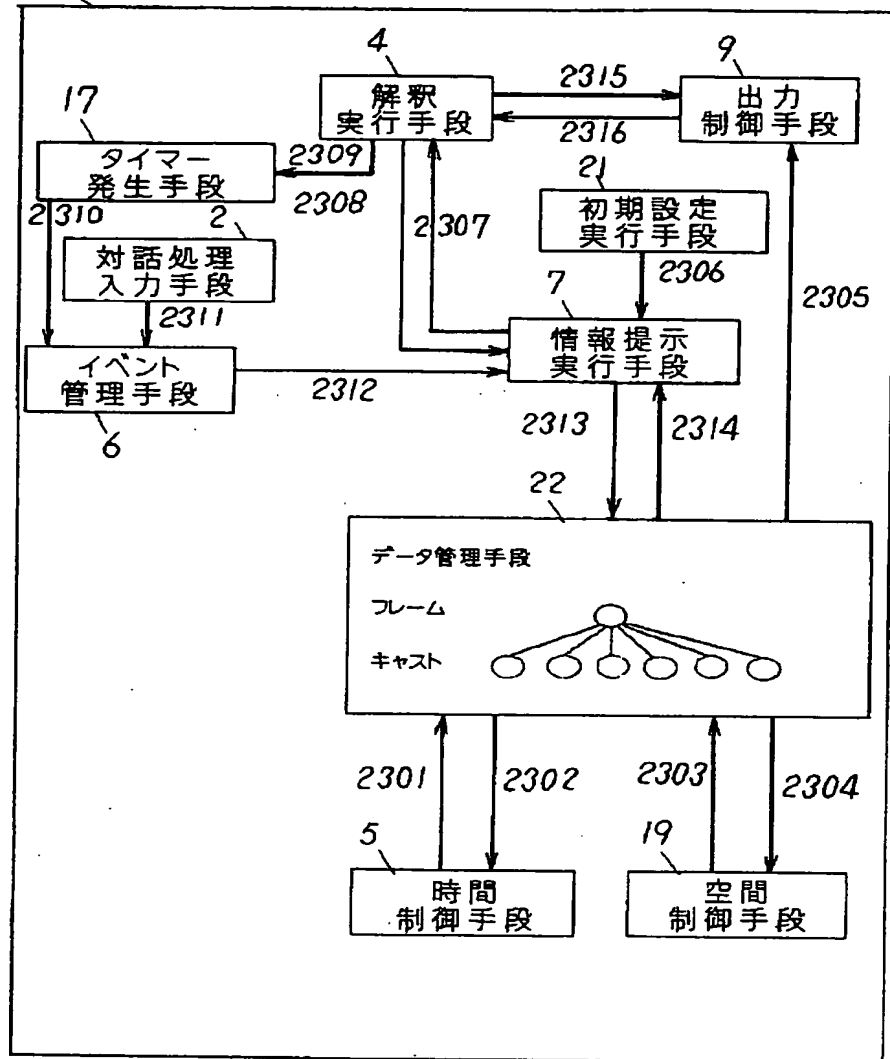 4
解釈
実行手段
2315
2316
9
出力
制御手段
17
タイマー
発生手段
2309
2308
2310
2
対話処理
入力手段
2311
2307
21
初期設定
実行手段
2306
2305
7
情報提示
実行手段
イベント
管理手段
6
2312
2313
2314
22
データ管理手段
フレーム
キャスト
2301
2302
2303
2304
5
時間
制御手段
19
空間
制御手段